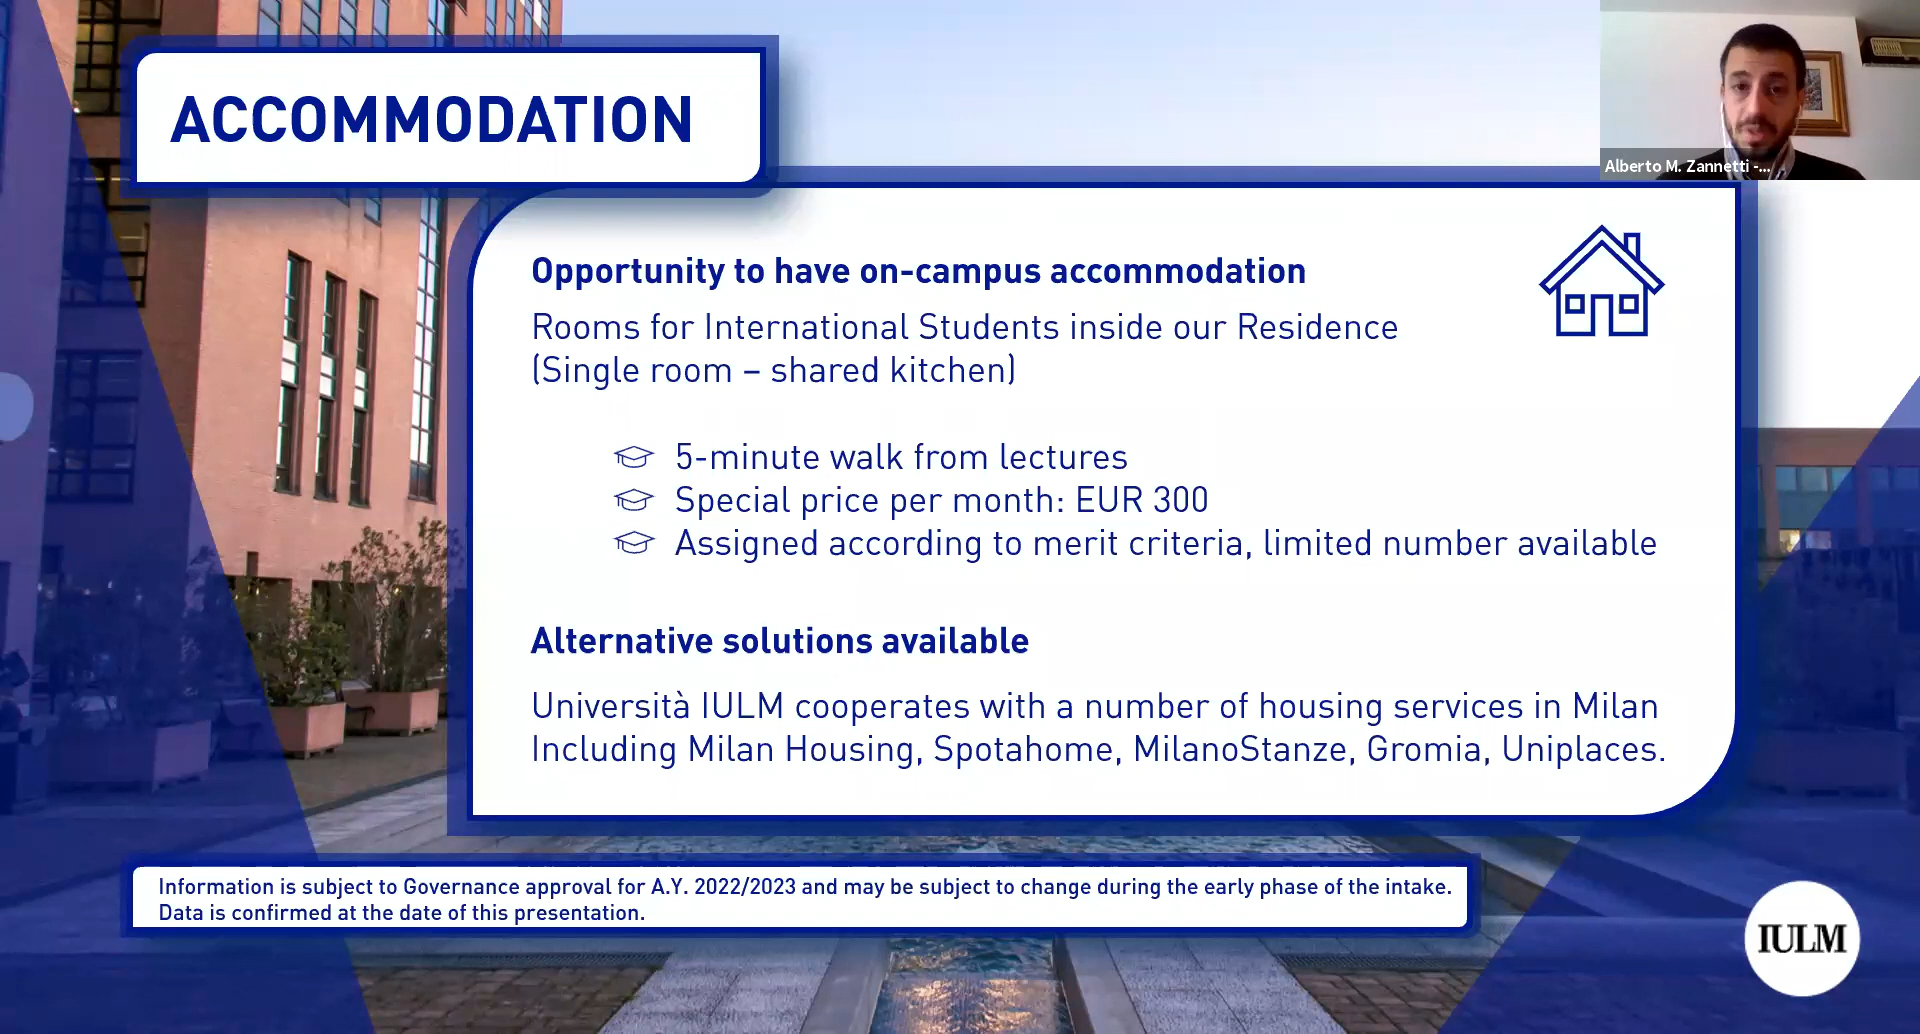 ACCOMMODATION
Alberto M. Zannetti -...
Opportunity to have on-campus accommodation
Rooms for International Students inside our Residence
(Single room – shared kitchen)
5-minute walk from lectures
Special price per month: EUR 300
Assigned according to merit criteria, limited number available
Alternative solutions available
Università IULM cooperates with a number of housing services in Milan
Including Milan Housing, Spotahome, MilanoStanze, Gromia, Uniplaces.
Information is subject to Governance approval for A.Y. 2022/2023 and may be subject to change during the early phase of the intake.
Data is confirmed at the date of this presentation.
IULM